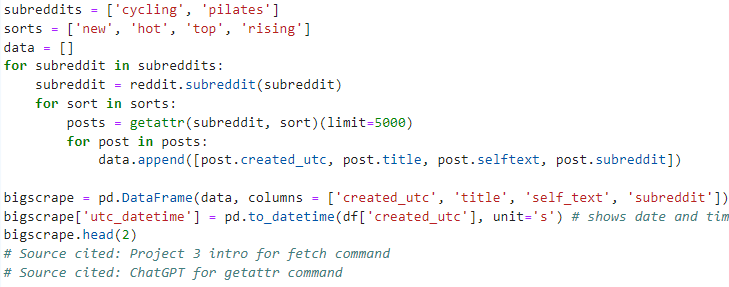 subreddits = ['cycling', 'pilates']
sorts = ['new', 'hot', 'top', 'rising']
data = []
for subreddit in subreddits:
    subreddit = reddit.subreddit(subreddit)
    for sort in sorts:
        posts = getattr(subreddit, sort)(limit=5000)
        for post in posts:
            data.append([post.created_utc, post.title, post.selftext, post.subreddit])

bigscrape = pd.DataFrame(data, columns = ['created_utc', 'title', 'self_text', 'subreddit'])
bigscrape['utc_datetime'] = pd.to_datetime(df['created_utc'], unit='s') # shows date and tim
bigscrape.head(2)
# Source cited: Project 3 intro for fetch command
# Source cited: ChatGPT for getattr command